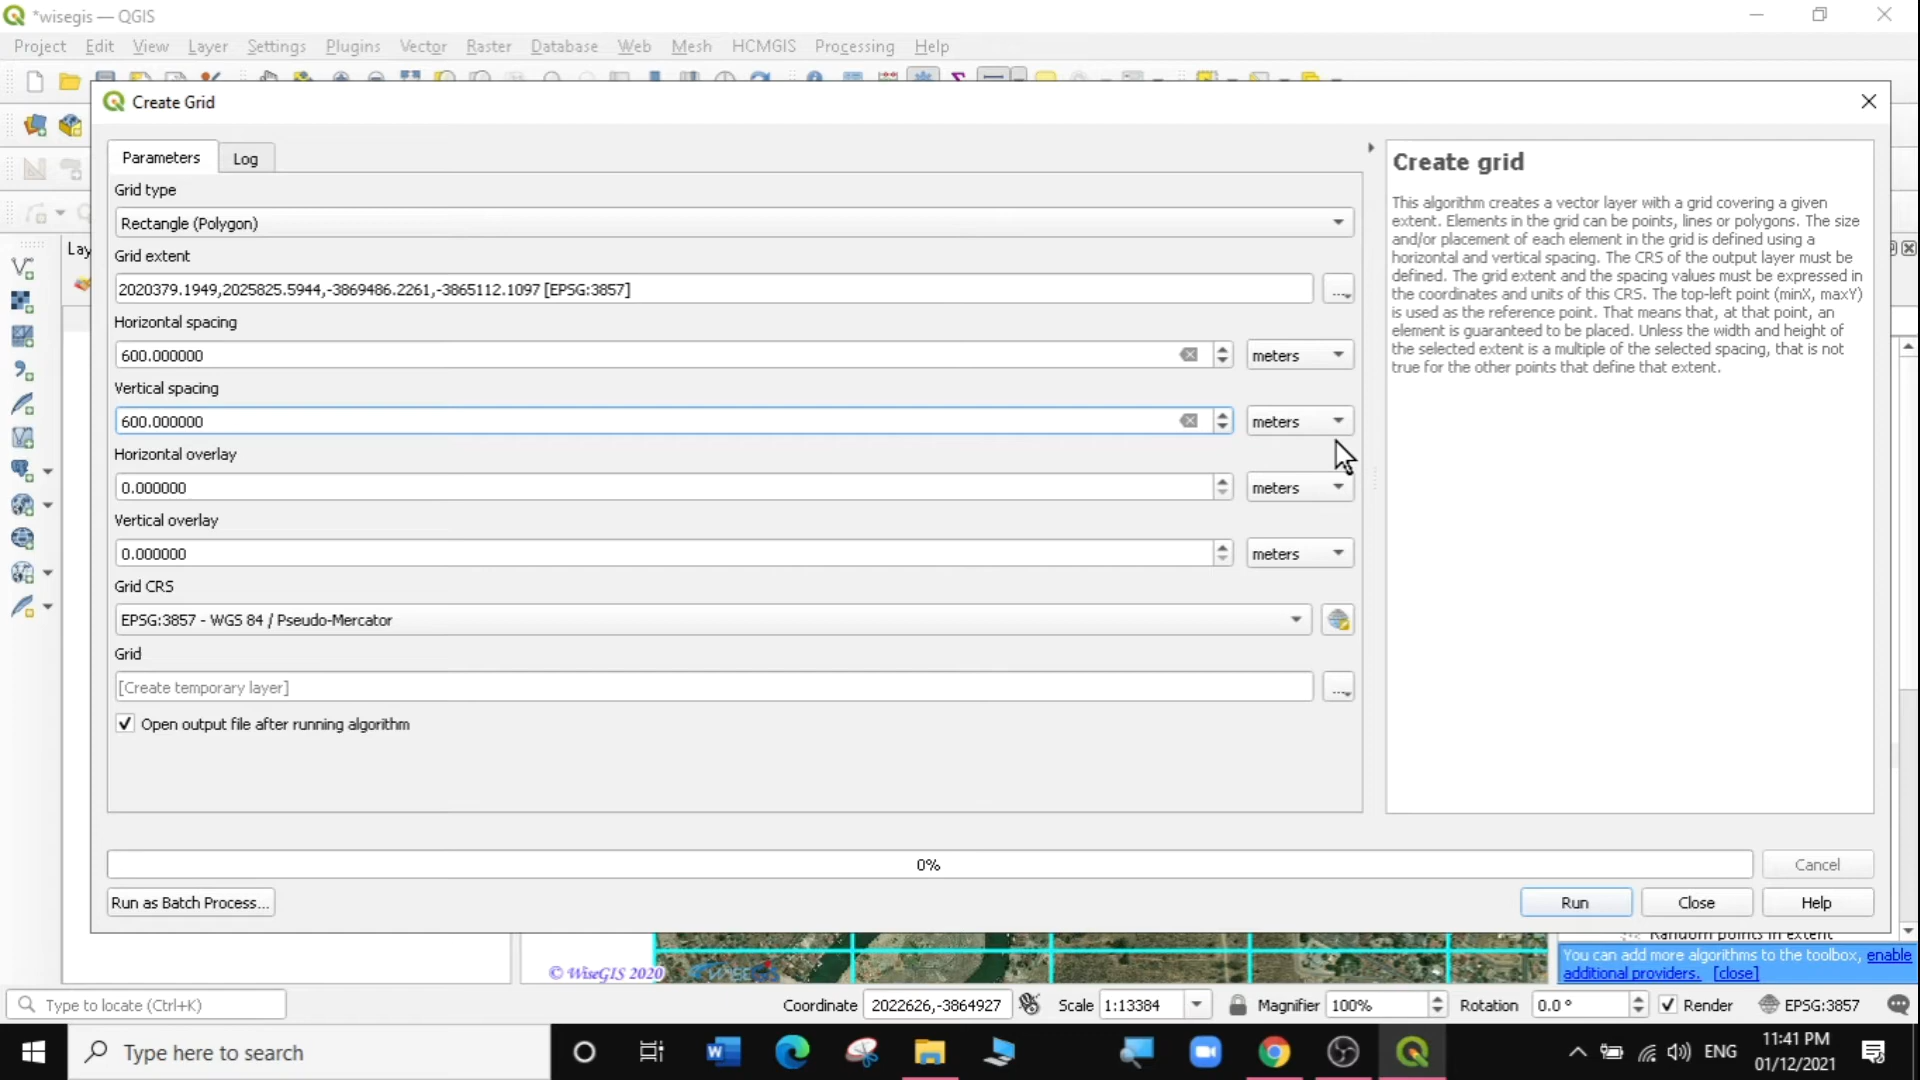 *wisegis — QGIS
Project Edit View Layer Settings Plugins Vector Raster Database Web Mesh HCMGIS Processing Help
Create Grid
Parameters Log
Grid type
Rectangle (Polygon)
Grid extent
2020379.1949,2025825.5944,-3869486.2261,-3865112.1097 [EPSG:3857]
Horizontal spacing
600.000000 meters
Vertical spacing
600.000000 meters
Horizontal overlay
0.000000 meters
Vertical overlay
0.000000 meters
Grid CRS
EPSG:3857 - WGS 84 / Pseudo-Mercator
Grid
[Create temporary layer]
Open output file after running algorithm
Create grid
This algorithm creates a vector layer with a grid covering a given
extent. Elements in the grid can be points, lines or polygons. The size
and/or placement of each element in the grid is defined using a
horizontal and vertical spacing. The CRS of the output layer must be
defined. The grid extent and the spacing values must be expressed in
the coordinates and units of this CRS. The top-left point (minX, maxY)
is used as the reference point. That means that, at that point, an
element is guaranteed to be placed. Unless the width and height of
the selected extent is a multiple of the selected spacing, that is not
true for the other points that define that extent.
Lay
0%
Cancel
Run as Batch Process...
Run Close Help
Random points in extent
You can add more algorithms to the toolbox, enable
additional providers. [close]
© WiseGIS 2020
Type to locate (Ctrl+K) Coordinate 2022626,-3864927 Scale 1:13384 Magnifier 100% Rotation 0.0 ° Render EPSG:3857
Type here to search
ENG
11:41 PM
01/12/2021